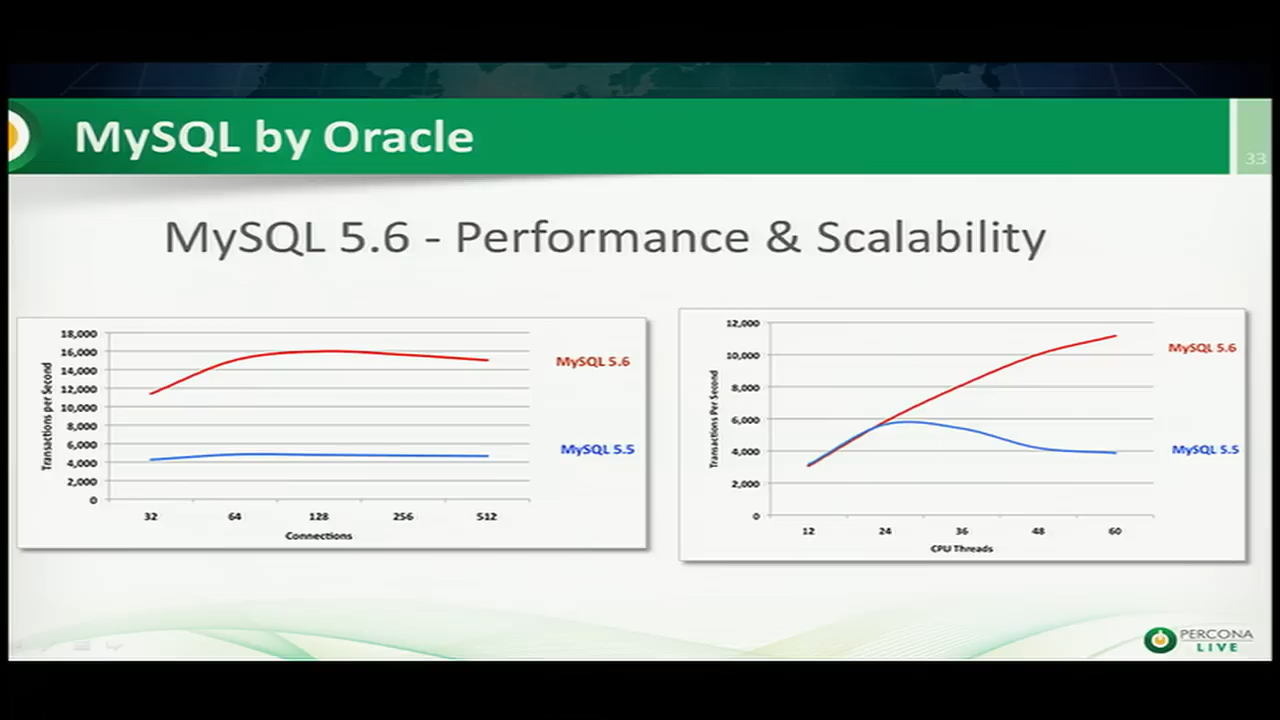 MySQL by Oracle
33
MySQL 5.6 - Performance & Scalability
18,000
16,000
14,000
12,000
10,000
8,000
6,000
4,000
2,000
0
Transactions per Second
32 64 128 256 512
Connections
MySQL 5.6
MySQL 5.5
12,000
10,000
8,000
6,000
4,000
2,000
0
Transactions Per Second
12 24 36 48 60
CPU Threads
MySQL 5.6
MySQL 5.5
PERCONA
LIVE